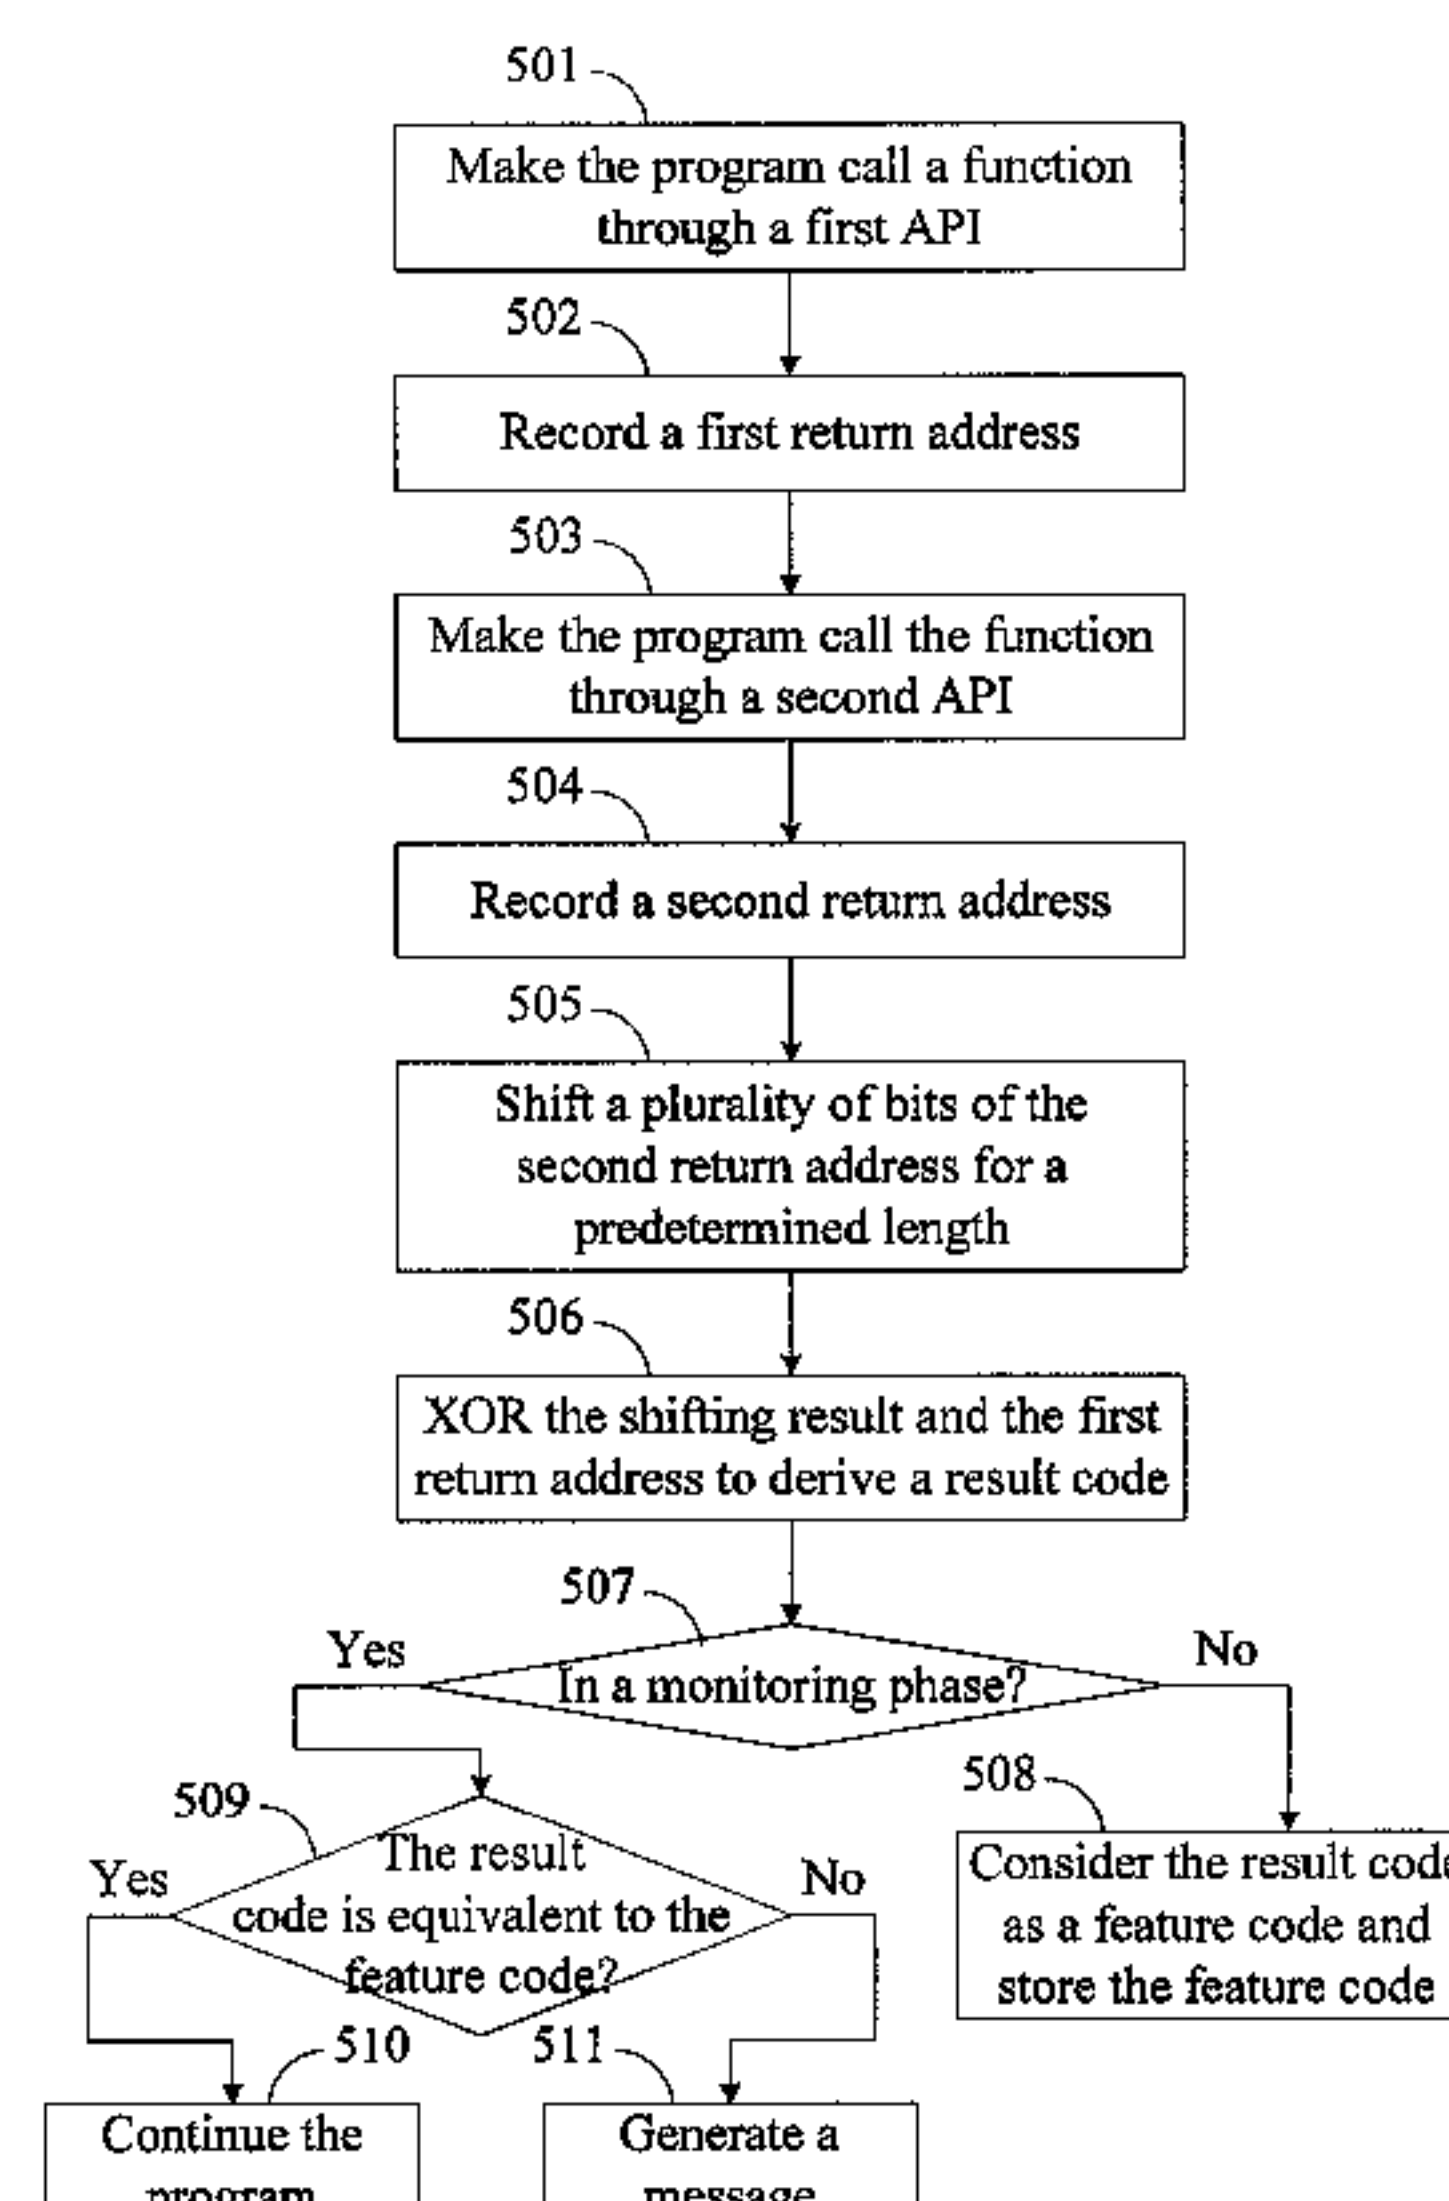 501
Make the program call a function
through a first API
502
Record a first return address
503
Make the program call the function
through a second API
504
Record a second return address
505
Shift a plurality of bits of the
second return address for a
predetermined length
506
XOR the shifting result and the first
return address to derive a result code
507
Yes
In a monitoring phase?
No
508
Consider the result code
as a feature code and
store the feature code
509
Yes
The result
code is equivalent to the
feature code?
No
510
Continue the
program
511
Generate a
message